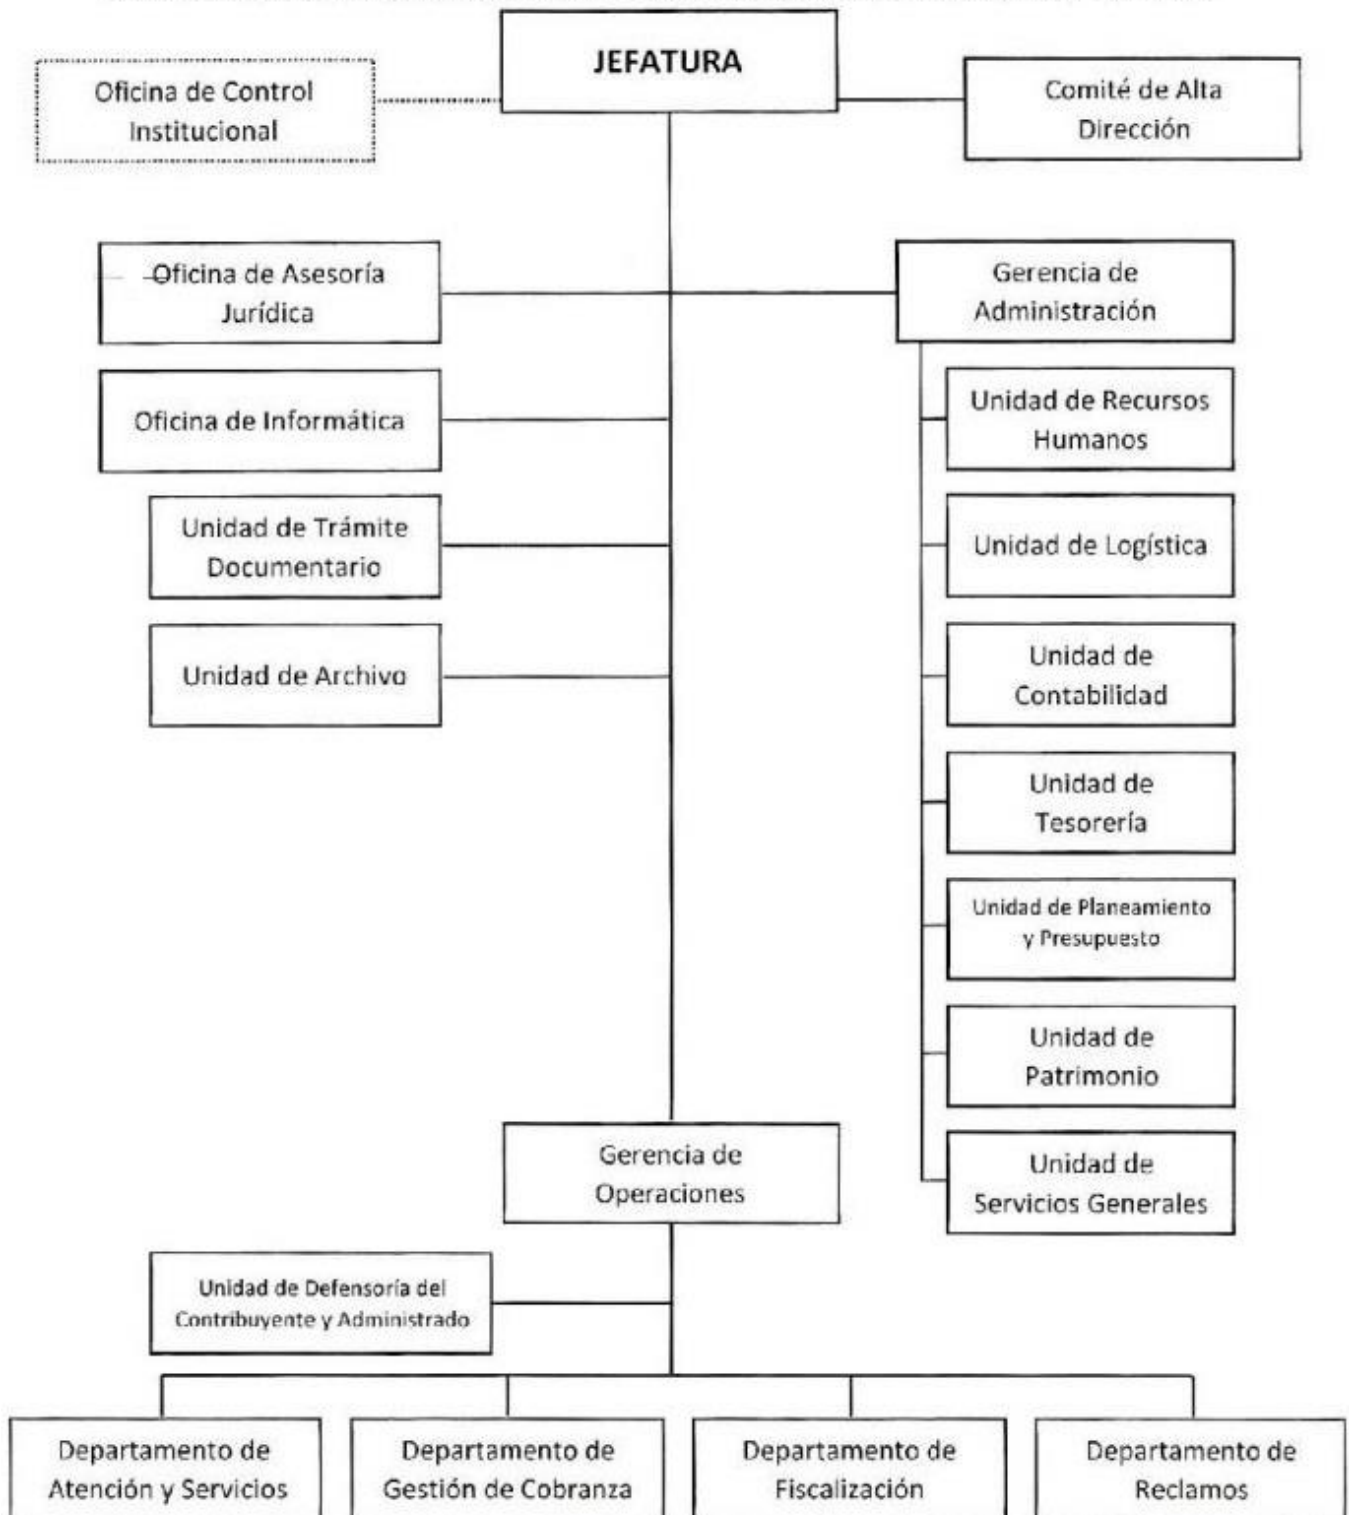 JEFATURA
Oficina de Control
Institucional
Comité de Alta
Dirección
Oficina de Asesoría
Jurídica
Gerencia de
Administración
Oficina de Informática
Unidad de Recursos
Humanos
Unidad de Trámite
Documentario
Unidad de Logística
Unidad de Archivo
Unidad de
Contabilidad
Unidad de
Tesorería
Unidad de Planeamiento
y Presupuesto
Unidad de
Patrimonio
Gerencia de
Operaciones
Unidad de
Servicios Generales
Unidad de Defensoría del
Contribuyente y Administrado
Departamento de
Atención y Servicios
Departamento de
Gestión de Cobranza
Departamento de
Fiscalización
Departamento de
Reclamos